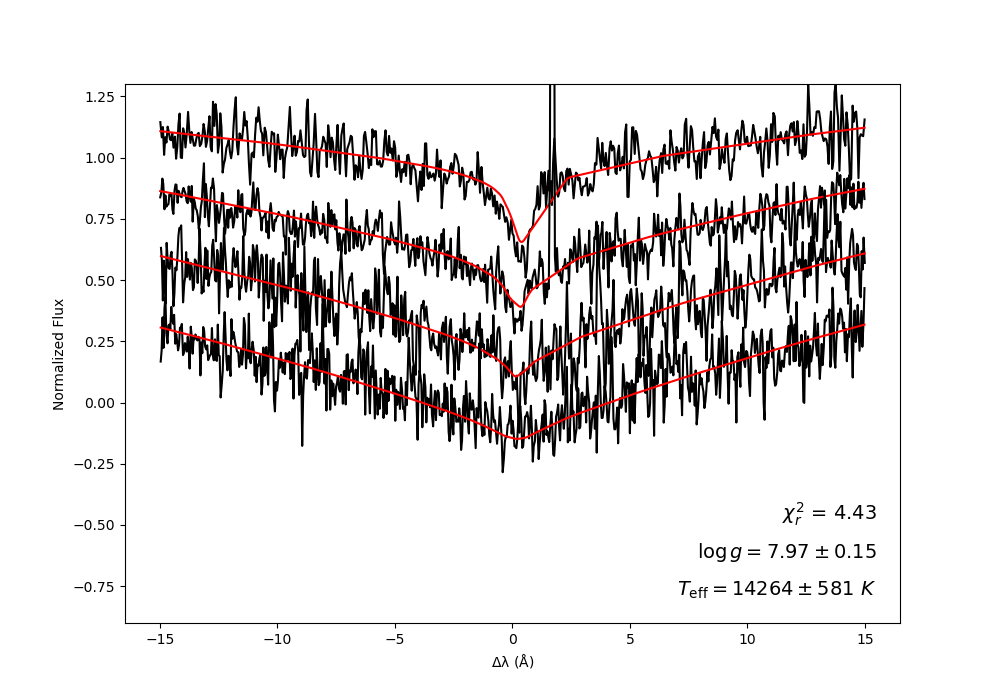 1.25
1.00
0.75
0.50
0.25
0.00
−0.25
−0.50
−0.75
Normalized Flux
χ²ᵣ = 4.43
log g = 7.97 ± 0.15
T_eff = 14264 ± 581 K
−15 −10 −5 0 5 10 15
Δλ (Å)